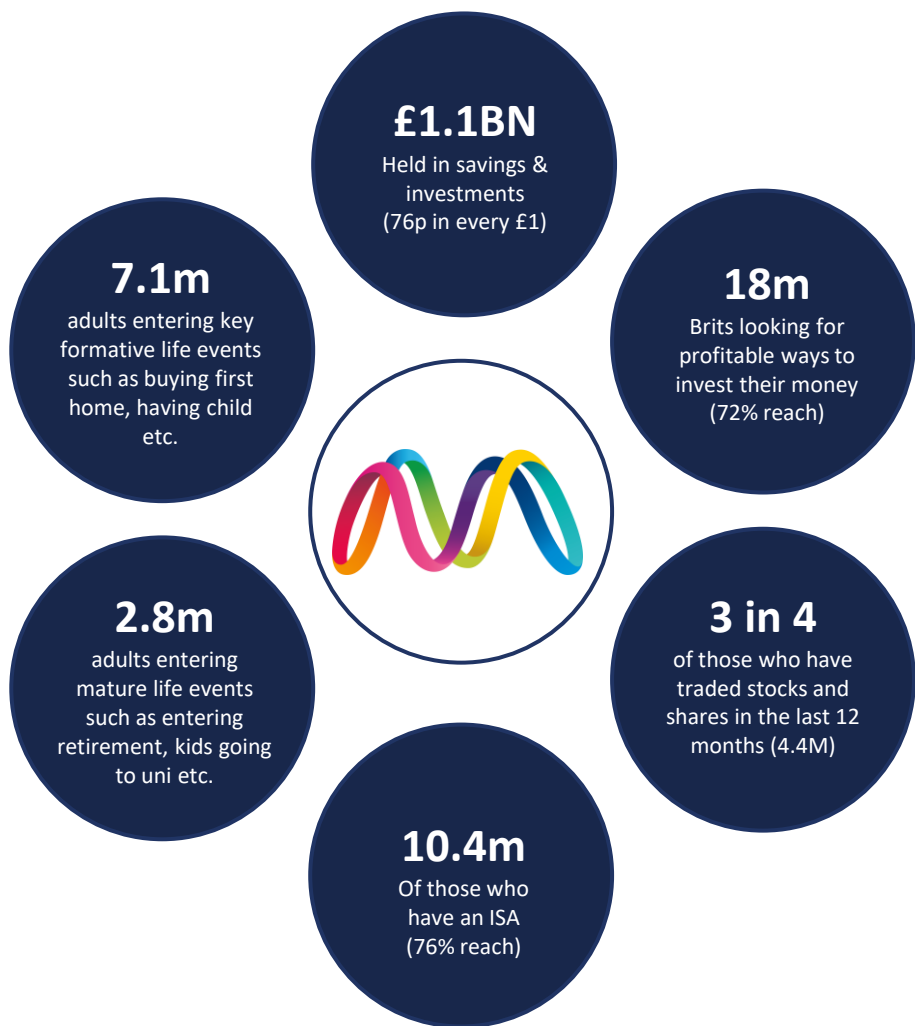 £1.1BN
Held in savings &
investments
(76p in every £1)
7.1m
adults entering key
formative life events
such as buying first
home, having child
etc.
18m
Brits looking for
profitable ways to
invest their money
(72% reach)
2.8m
adults entering
mature life events
such as entering
retirement, kids going
to uni etc.
3 in 4
of those who have
traded stocks and
shares in the last 12
months (4.4M)
10.4m
Of those who
have an ISA
(76% reach)